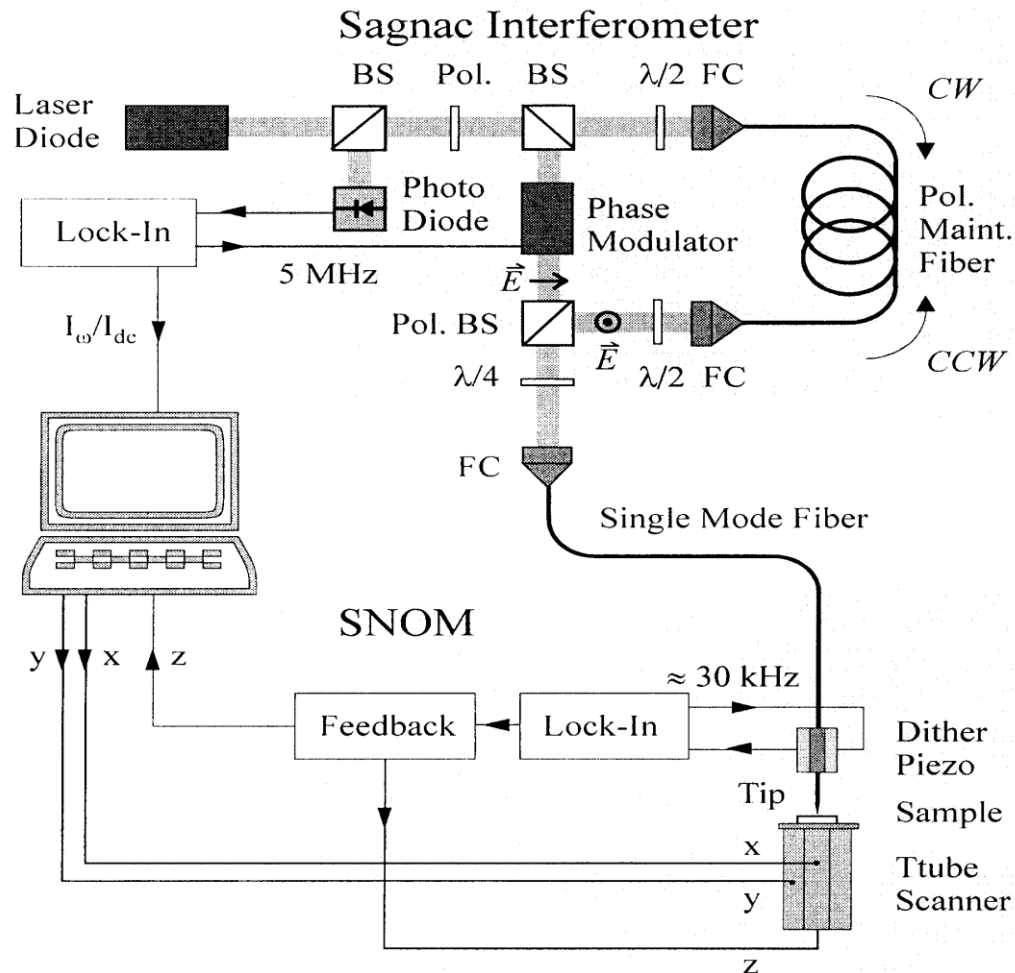 Sagnac Interferometer
BS Pol. BS λ/2 FC
CW
Laser
Diode
Photo
Diode
Phase
Modulator
Pol.
Maint.
Fiber
Lock-In
5 MHz
E
Pol. BS
E
λ/2 FC
CCW
Iω/Idc
λ/4
FC
Single Mode Fiber
SNOM
y x z
≈ 30 kHz
Feedback
Lock-In
Dither
Piezo
Tip
Sample
x
y
Ttube
Scanner
z